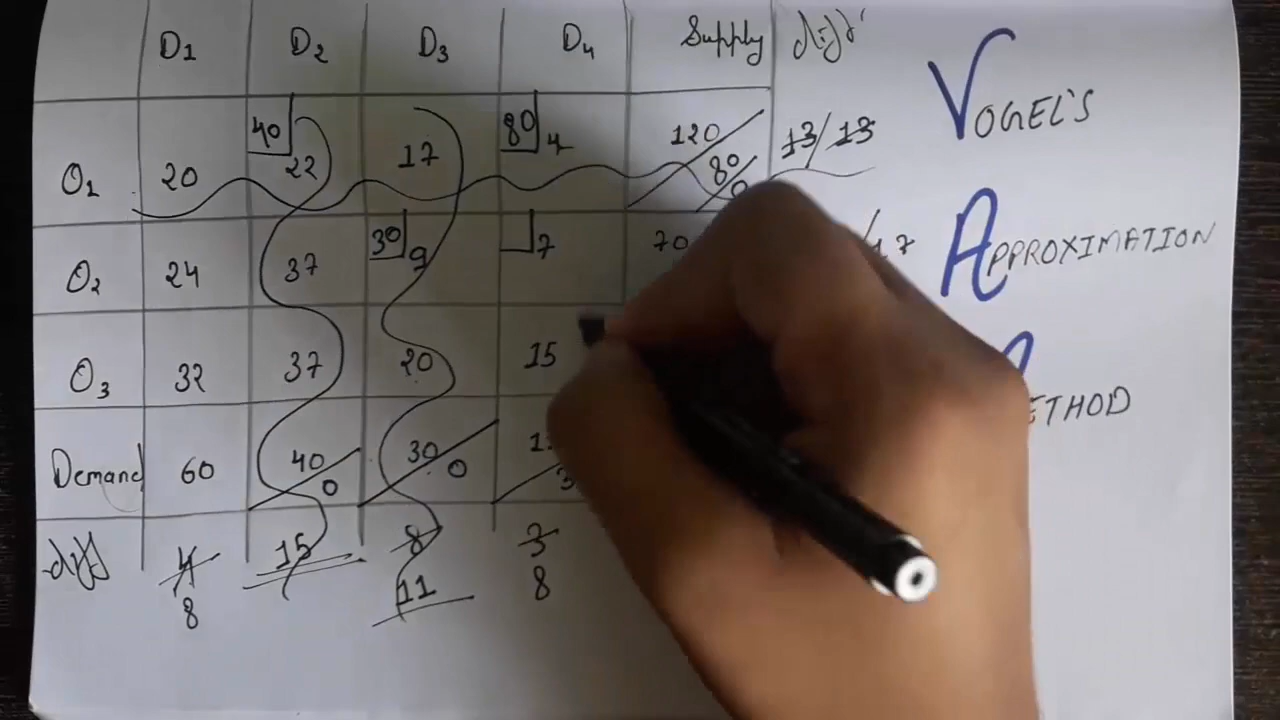 D1 D2 D3 D4 Supply diff
O1 20 40 22 17 80 4 120 80 0 13/13
O2 24 37 30 9 7 70 17
O3 32 37 20 15
Demand 60 40 0 30 0
diff 4 15 8 3
8 11 8
VOGEL'S
APPROXIMATION
ETHOD